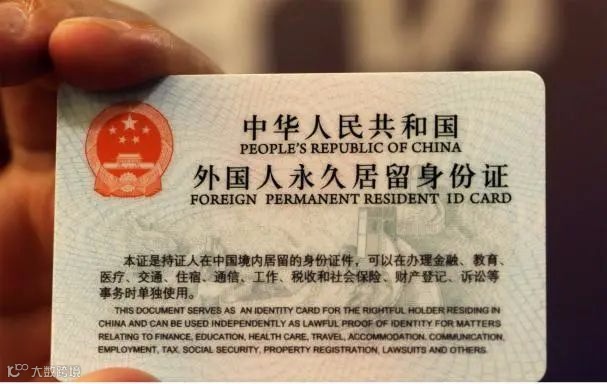 中华人民共和国
PEOPLE'S REPUBLIC OF CHINA
外国人永久居留身份证
FOREIGN PERMANENT RESIDENT ID CARD
本证是持证人在中国境内居留的身份证件，可以在办理金融、教育、
医疗、交通、住宿、通信、工作、税收和社会保险、财产登记、诉讼等
事务时单独使用。
THIS DOCUMENT SERVES AS AN IDENTITY CARD FOR THE RIGHTFUL HOLDER RESIDING IN
CHINA AND CAN BE USED INDEPENDENTLY AS LAWFUL PROOF OF IDENTITY FOR MATTERS
RELATING TO FINANCE, EDUCATION, HEALTH CARE, TRAVEL, ACCOMMODATION, COMMUNICATION,
EMPLOYMENT, TAX, SOCIAL SECURITY, PROPERTY REGISTRATION, LAWSUITS AND OTHERS.
大数跨境